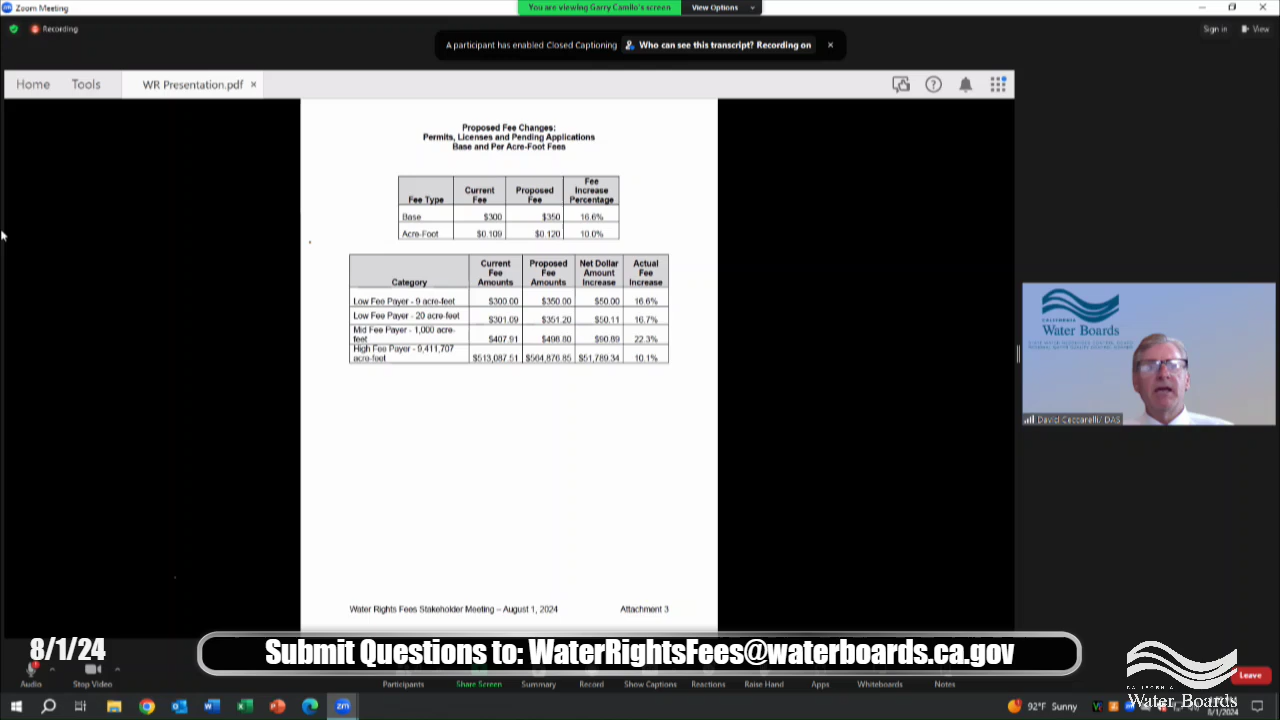 Zoom Meeting
You are viewing Garry Camilo's screen
View Options
Recording
Sign in
View
A participant has enabled Closed Captioning
Who can see this transcript? Recording on
Home
Tools
WR Presentation.pdf
Proposed Fee Changes:
Permits, Licenses and Pending Applications
Base and Per Acre-Foot Fees
Fee Type Current Fee Proposed Fee Fee Increase Percentage
Base $300 $350 16.6%
Acre-Foot $0.109 $0.120 10.0%
Category Current Fee Amounts Proposed Fee Amounts Net Dollar Amount Increase Actual Fee Increase
Low Fee Payer - 9 acre-feet $300.00 $350.00 $50.00 16.6%
Low Fee Payer - 20 acre-feet $301.09 $351.20 $50.11 16.7%
Mid Fee Payer - 1,000 acre-feet $407.91 $498.80 $90.89 22.3%
High Fee Payer - 9,411,707 acre-feet $513,087.51 $564,876.85 $51,789.34 10.1%
Water Rights Fees Stakeholder Meeting – August 1, 2024
Attachment 3
CALIFORNIA
Water Boards
David Ceccarelli/ DAS
8/1/24
Submit Questions to: WaterRightsFees@waterboards.ca.gov
Water Boards
Audio
Stop Video
Participants
Share Screen
Summary
Record
Show Captions
Reactions
Raise Hand
Apps
Whiteboards
Notes
Leave
92°F Sunny
8/1/2024